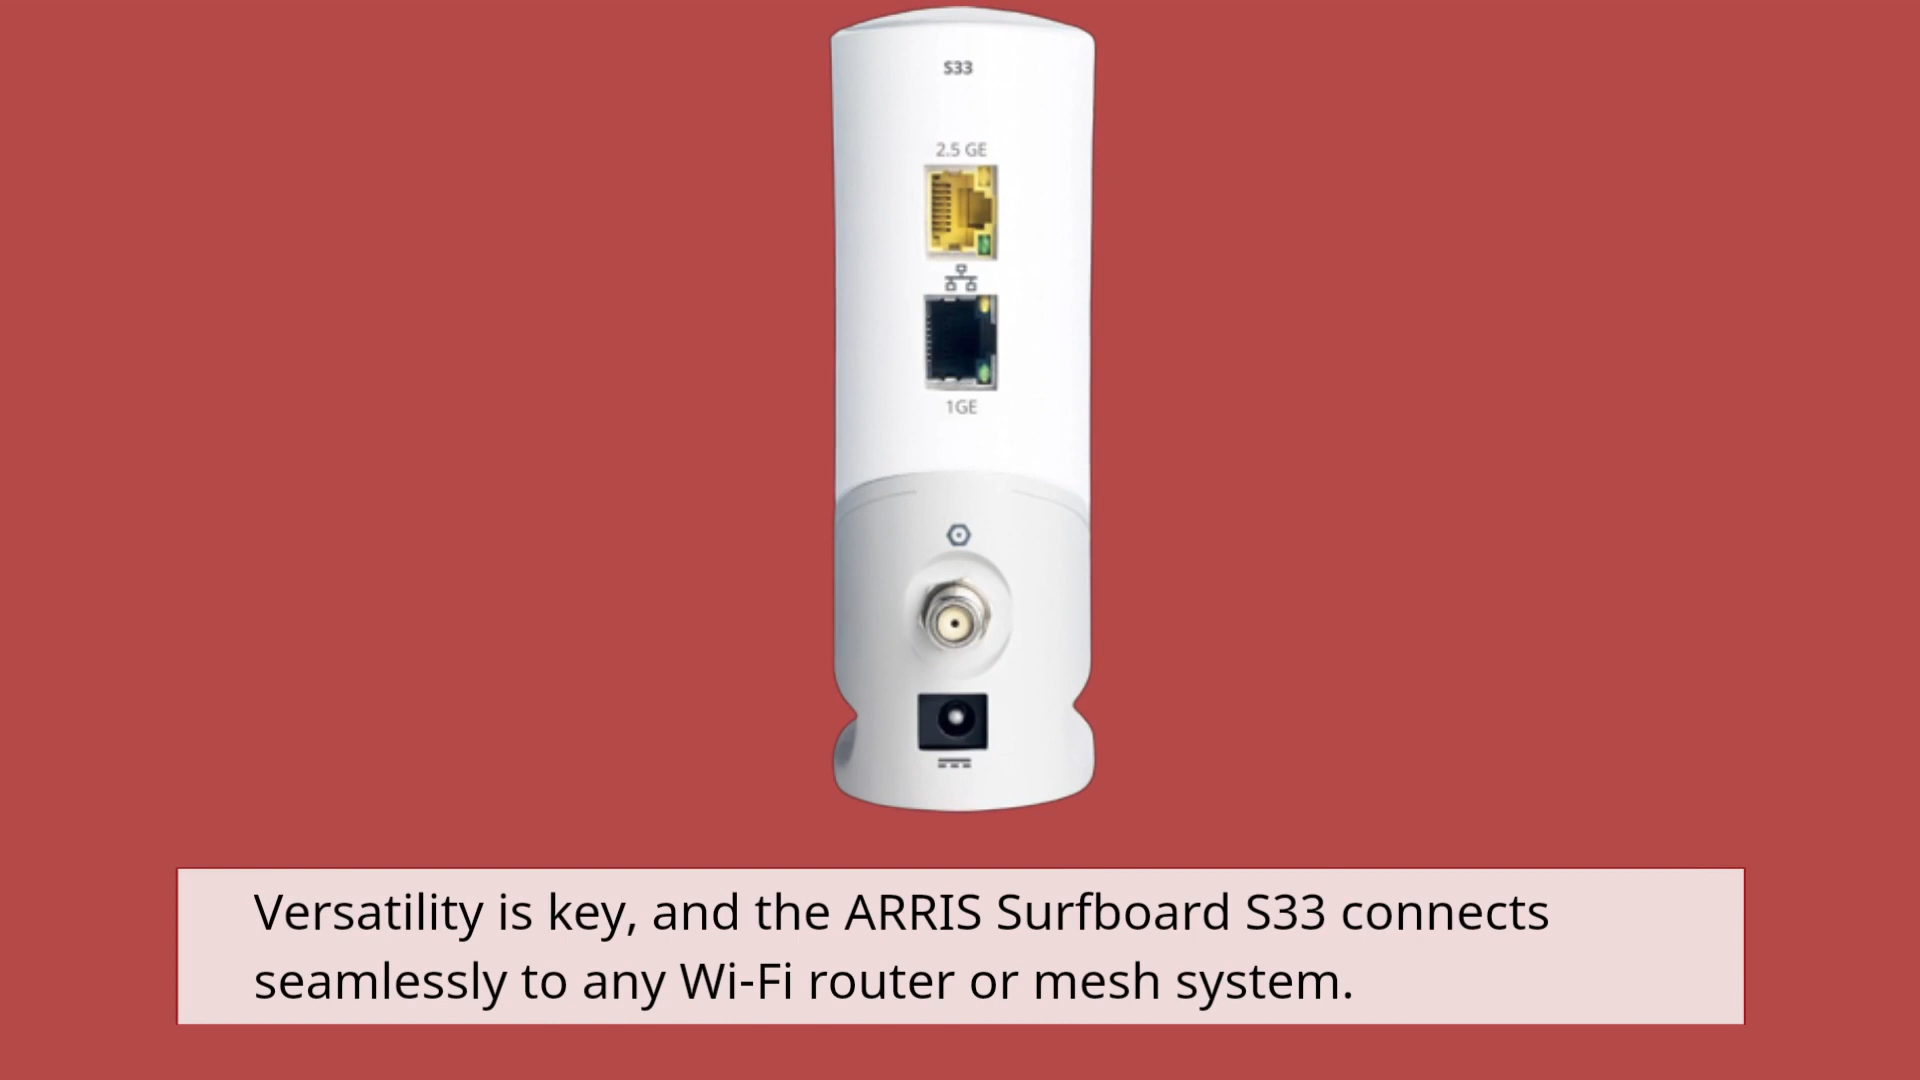 S33
2.5 GE
1GE
Versatility is key, and the ARRIS Surfboard S33 connects
seamlessly to any Wi-Fi router or mesh system.